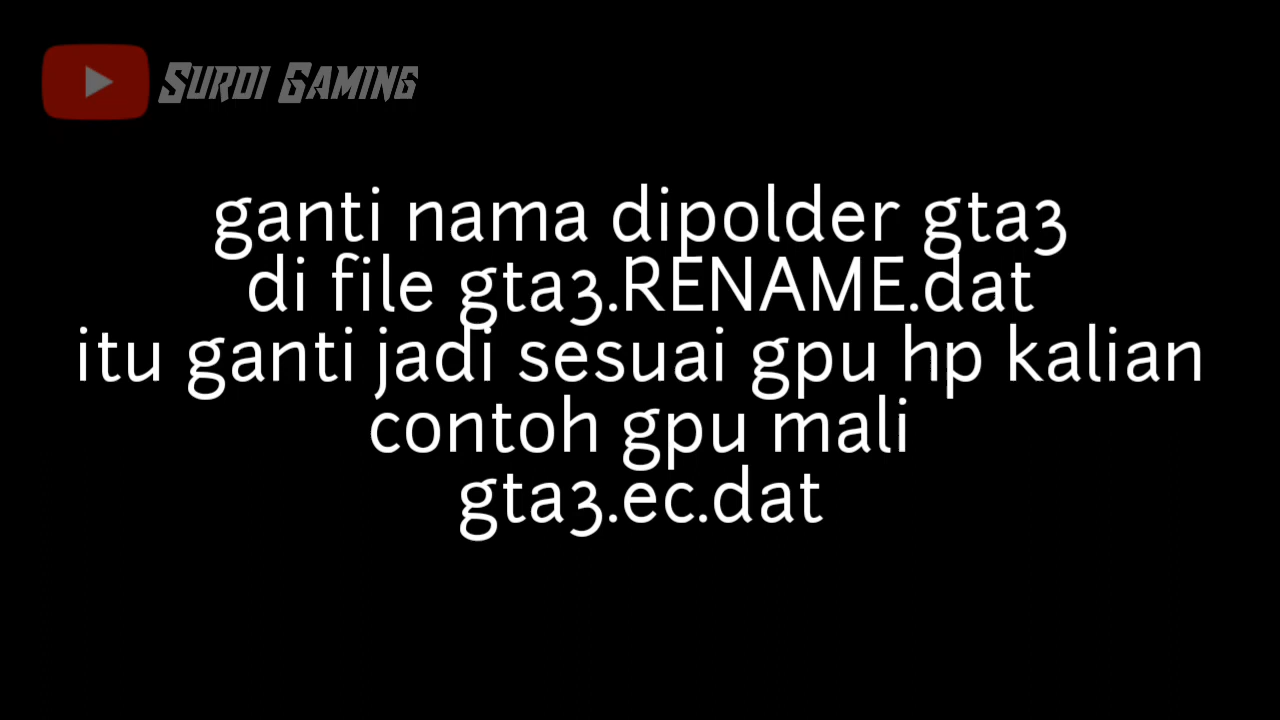 Surdi Gaming
ganti nama dipolder gta3
di file gta3.RENAME.dat
itu ganti jadi sesuai gpu hp kalian
contoh gpu mali
gta3.ec.dat